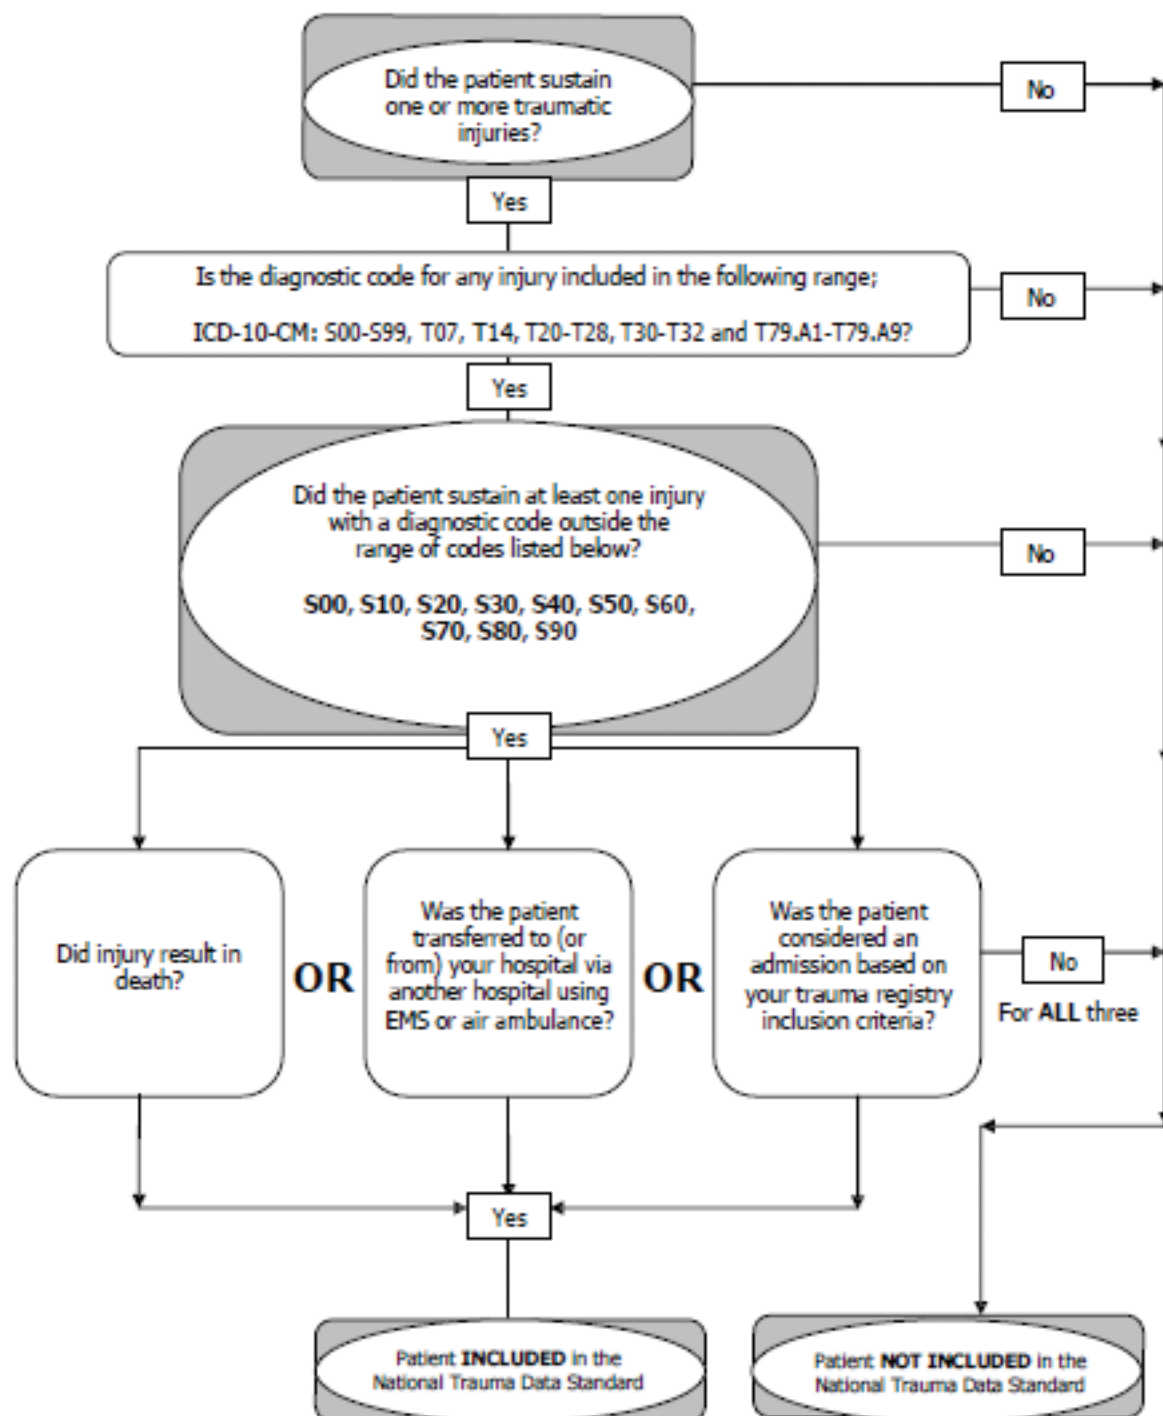 Did the patient sustain
one or more traumatic
injuries?
No
Yes
Is the diagnostic code for any injury included in the following range;
ICD-10-CM: S00-S99, T07, T14, T20-T28, T30-T32 and T79.A1-T79.A9?
No
Yes
Did the patient sustain at least one injury
with a diagnostic code outside the
range of codes listed below?
S00, S10, S20, S30, S40, S50, S60,
S70, S80, S90
No
Yes
Did injury result in
death?
OR
Was the patient
transferred to (or
from) your hospital via
another hospital using
EMS or air ambulance?
OR
Was the patient
considered an
admission based on
your trauma registry
inclusion criteria?
No
For ALL three
Yes
Patient INCLUDED in the
National Trauma Data Standard
Patient NOT INCLUDED in the
National Trauma Data Standard